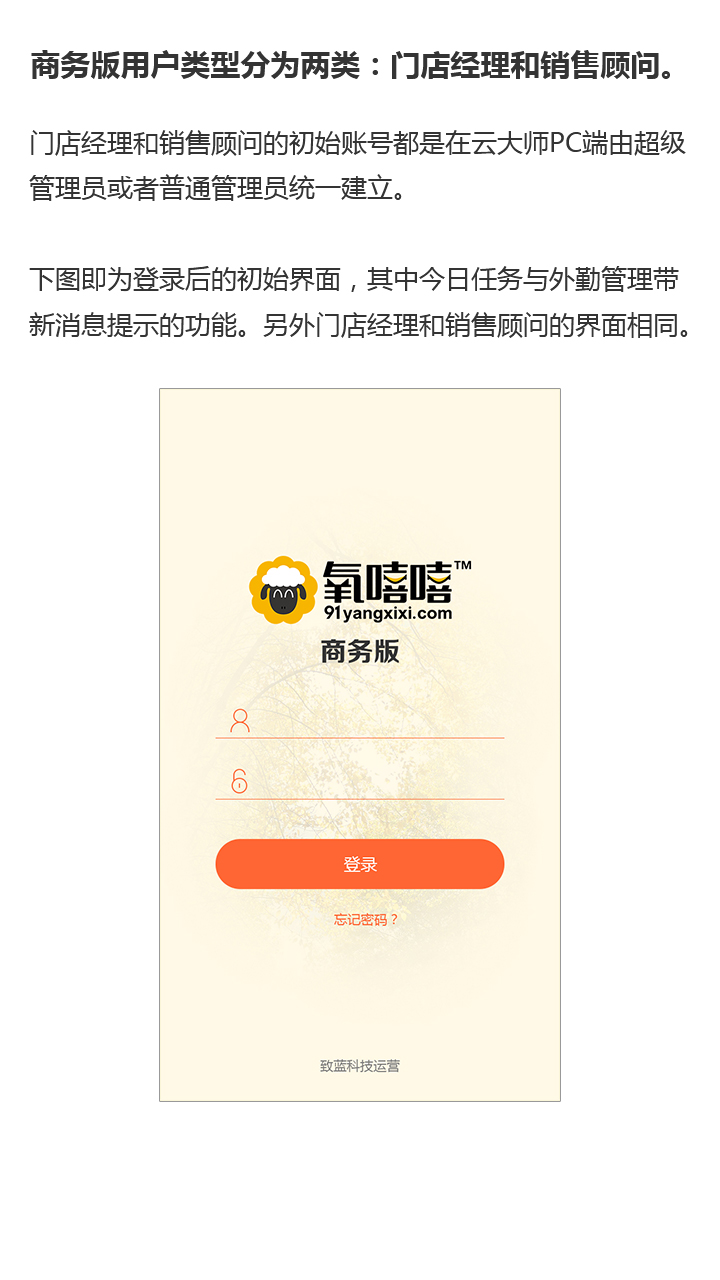 商务版用户类型分为两类：门店经理和销售顾问。
门店经理和销售顾问的初始账号都是在云大师PC端由超级
管理员或者普通管理员统一建立。
下图即为登录后的初始界面，其中今日任务与外勤管理带
新消息提示的功能。另外门店经理和销售顾问的界面相同。
氧嘻嘻™
91yangxixi.com
商务版
登录
忘记密码？
致蓝科技运营